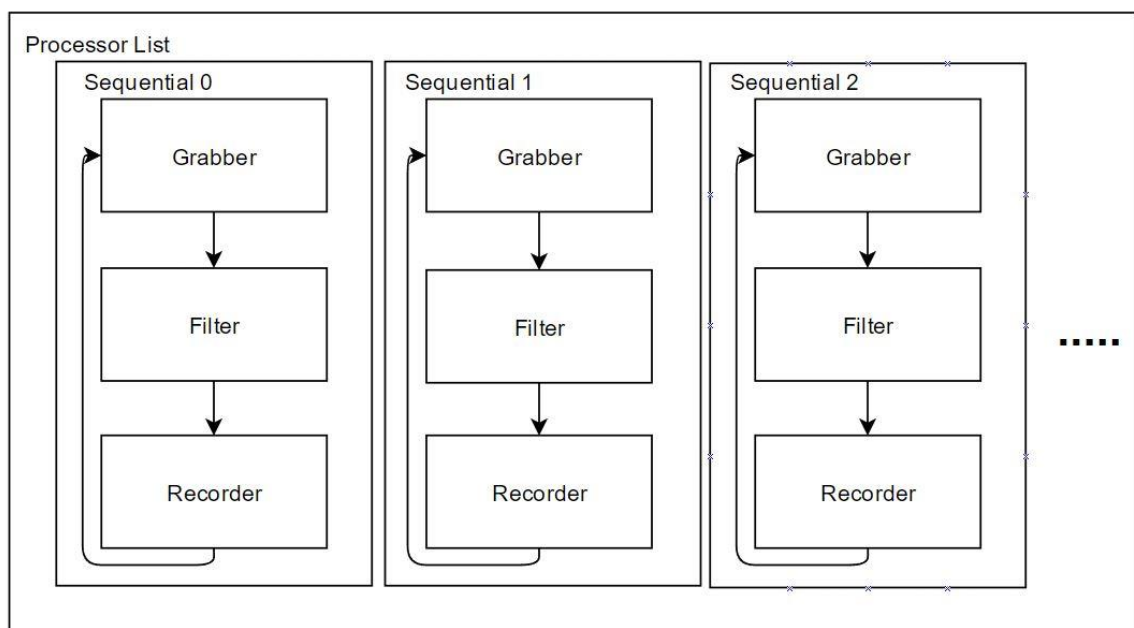 Processor List
Sequential 0
Grabber
Filter
Recorder
Sequential 1
Grabber
Filter
Recorder
Sequential 2
Grabber
Filter
Recorder
.....